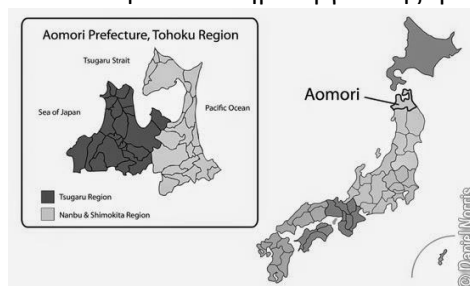 Aomori Prefecture, Tohoku Region
Tsugaru Strait
Sea of Japan
Pacific Ocean
Tsugaru Region
Nanbu & Shimokita Region
Aomori
© Daniel Norris